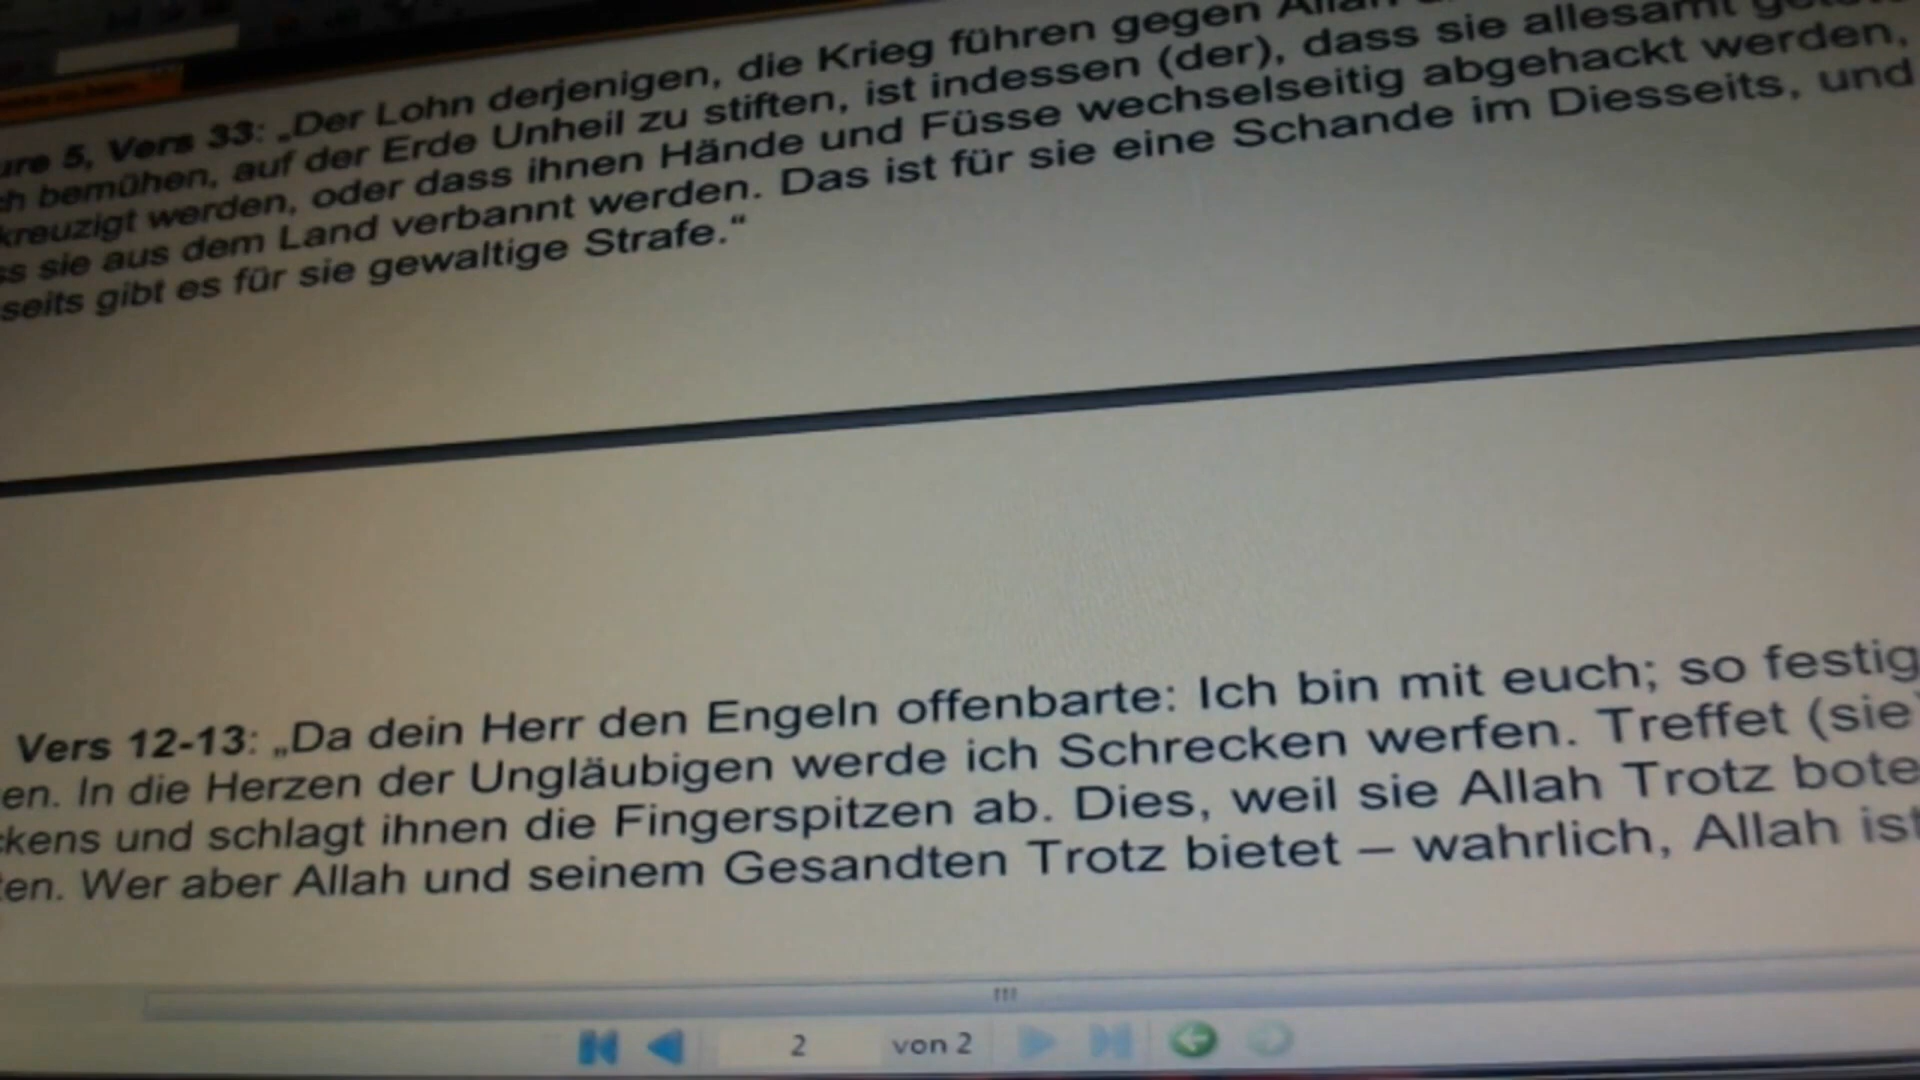 ure 5, Vers 33: „Der Lohn derjenigen, die Krieg führen gegen Allah
ch bemühen, auf der Erde Unheil zu stiften, ist indessen (der), dass sie allesamt
kreuzigt werden, oder dass ihnen Hände und Füsse wechselseitig abgehackt werden,
ss sie aus dem Land verbannt werden. Das ist für sie eine Schande im Diesseits, und
seits gibt es für sie gewaltige Strafe.“
Vers 12-13: „Da dein Herr den Engeln offenbarte: Ich bin mit euch; so festig
en. In die Herzen der Ungläubigen werde ich Schrecken werfen. Treffet (sie)
ckens und schlagt ihnen die Fingerspitzen ab. Dies, weil sie Allah Trotz bote
ten. Wer aber Allah und seinem Gesandten Trotz bietet – wahrlich, Allah ist
2 von 2